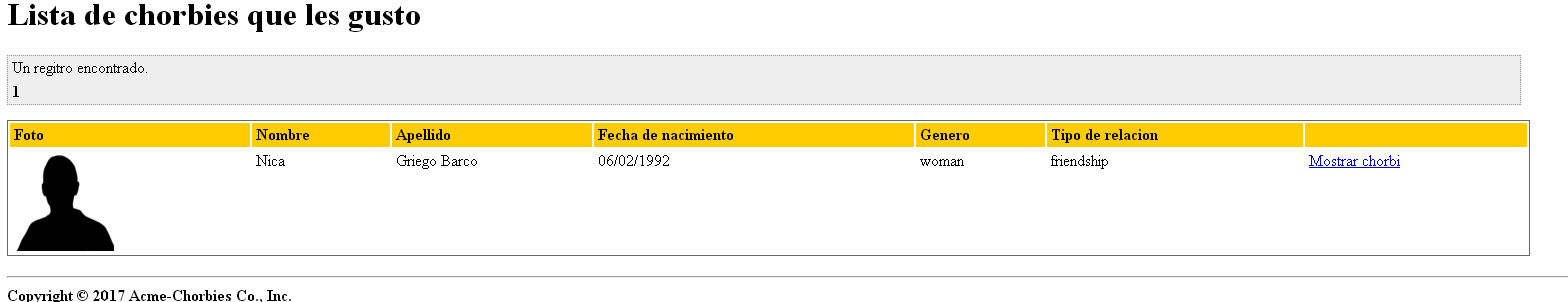 Lista de chorbies que les gusto
Un regitro encontrado.
1
Foto Nombre Apellido Fecha de nacimiento Genero Tipo de relacion
Nica Griego Barco 06/02/1992 woman friendship Mostrar chorbi
Copyright © 2017 Acme-Chorbies Co., Inc.